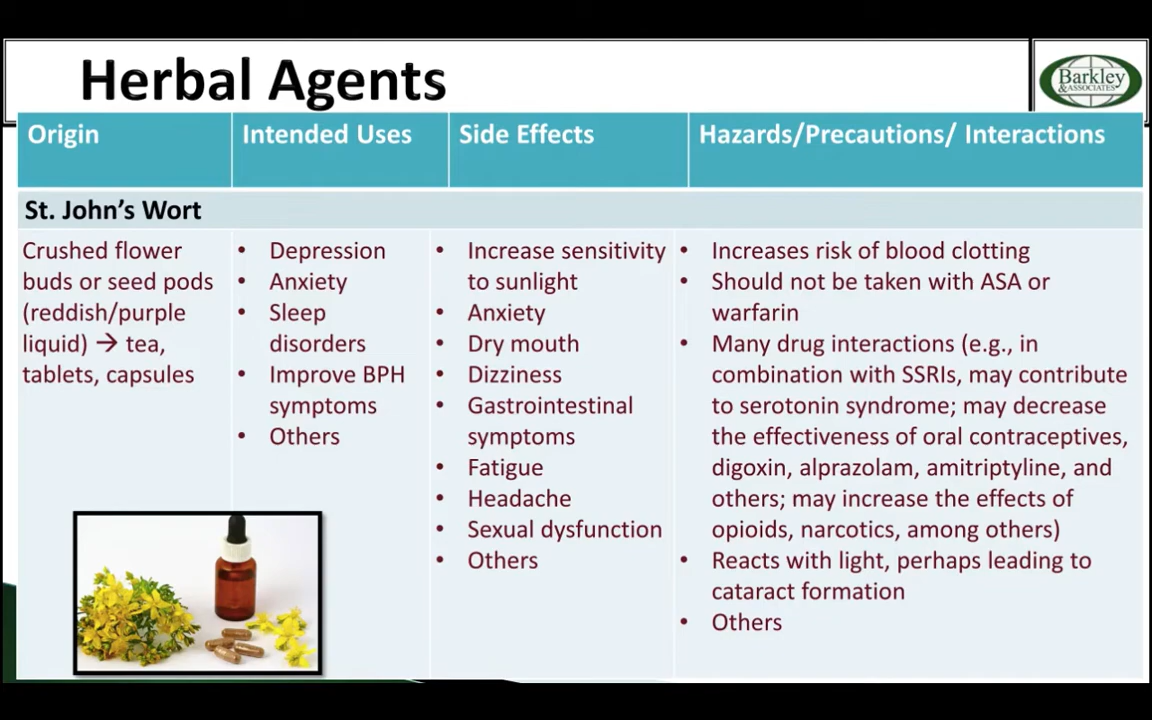 Herbal Agents
Barkley
&ASSOCIATES
Origin
Intended Uses
Side Effects
Hazards/Precautions/ Interactions
St. John's Wort
Crushed flower
buds or seed pods
(reddish/purple
liquid) → tea,
tablets, capsules
• Depression
• Anxiety
• Sleep
disorders
• Improve BPH
symptoms
• Others
• Increase sensitivity
to sunlight
• Anxiety
• Dry mouth
• Dizziness
• Gastrointestinal
symptoms
• Fatigue
• Headache
• Sexual dysfunction
• Others
• Increases risk of blood clotting
• Should not be taken with ASA or
warfarin
• Many drug interactions (e.g., in
combination with SSRIs, may contribute
to serotonin syndrome; may decrease
the effectiveness of oral contraceptives,
digoxin, alprazolam, amitriptyline, and
others; may increase the effects of
opioids, narcotics, among others)
• Reacts with light, perhaps leading to
cataract formation
• Others